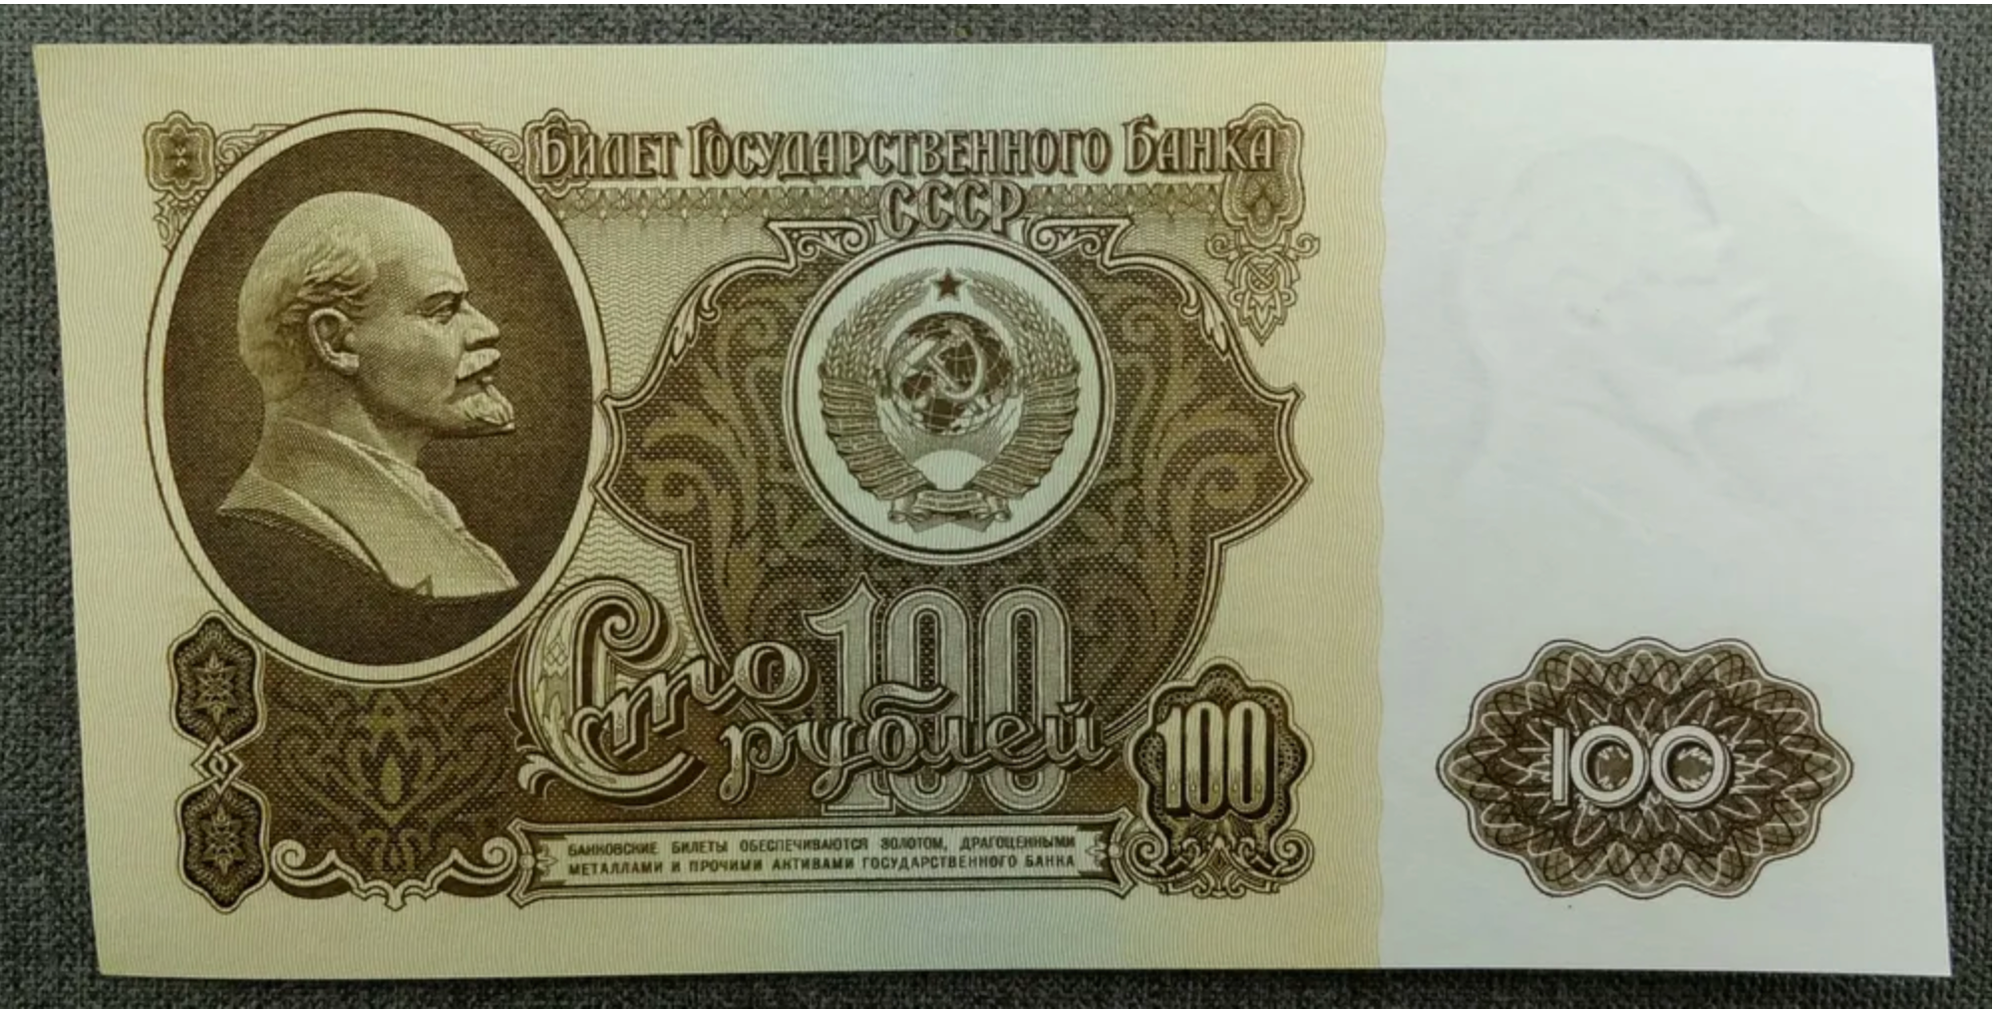 Билет Государственного Банка
СССР
100
Сто
рублей
100
100
БАНКОВСКИЕ БИЛЕТЫ ОБЕСПЕЧИВАЮТСЯ ЗОЛОТОМ, ДРАГОЦЕННЫМИ
МЕТАЛЛАМИ И ПРОЧИМИ АКТИВАМИ ГОСУДАРСТВЕННОГО БАНКА